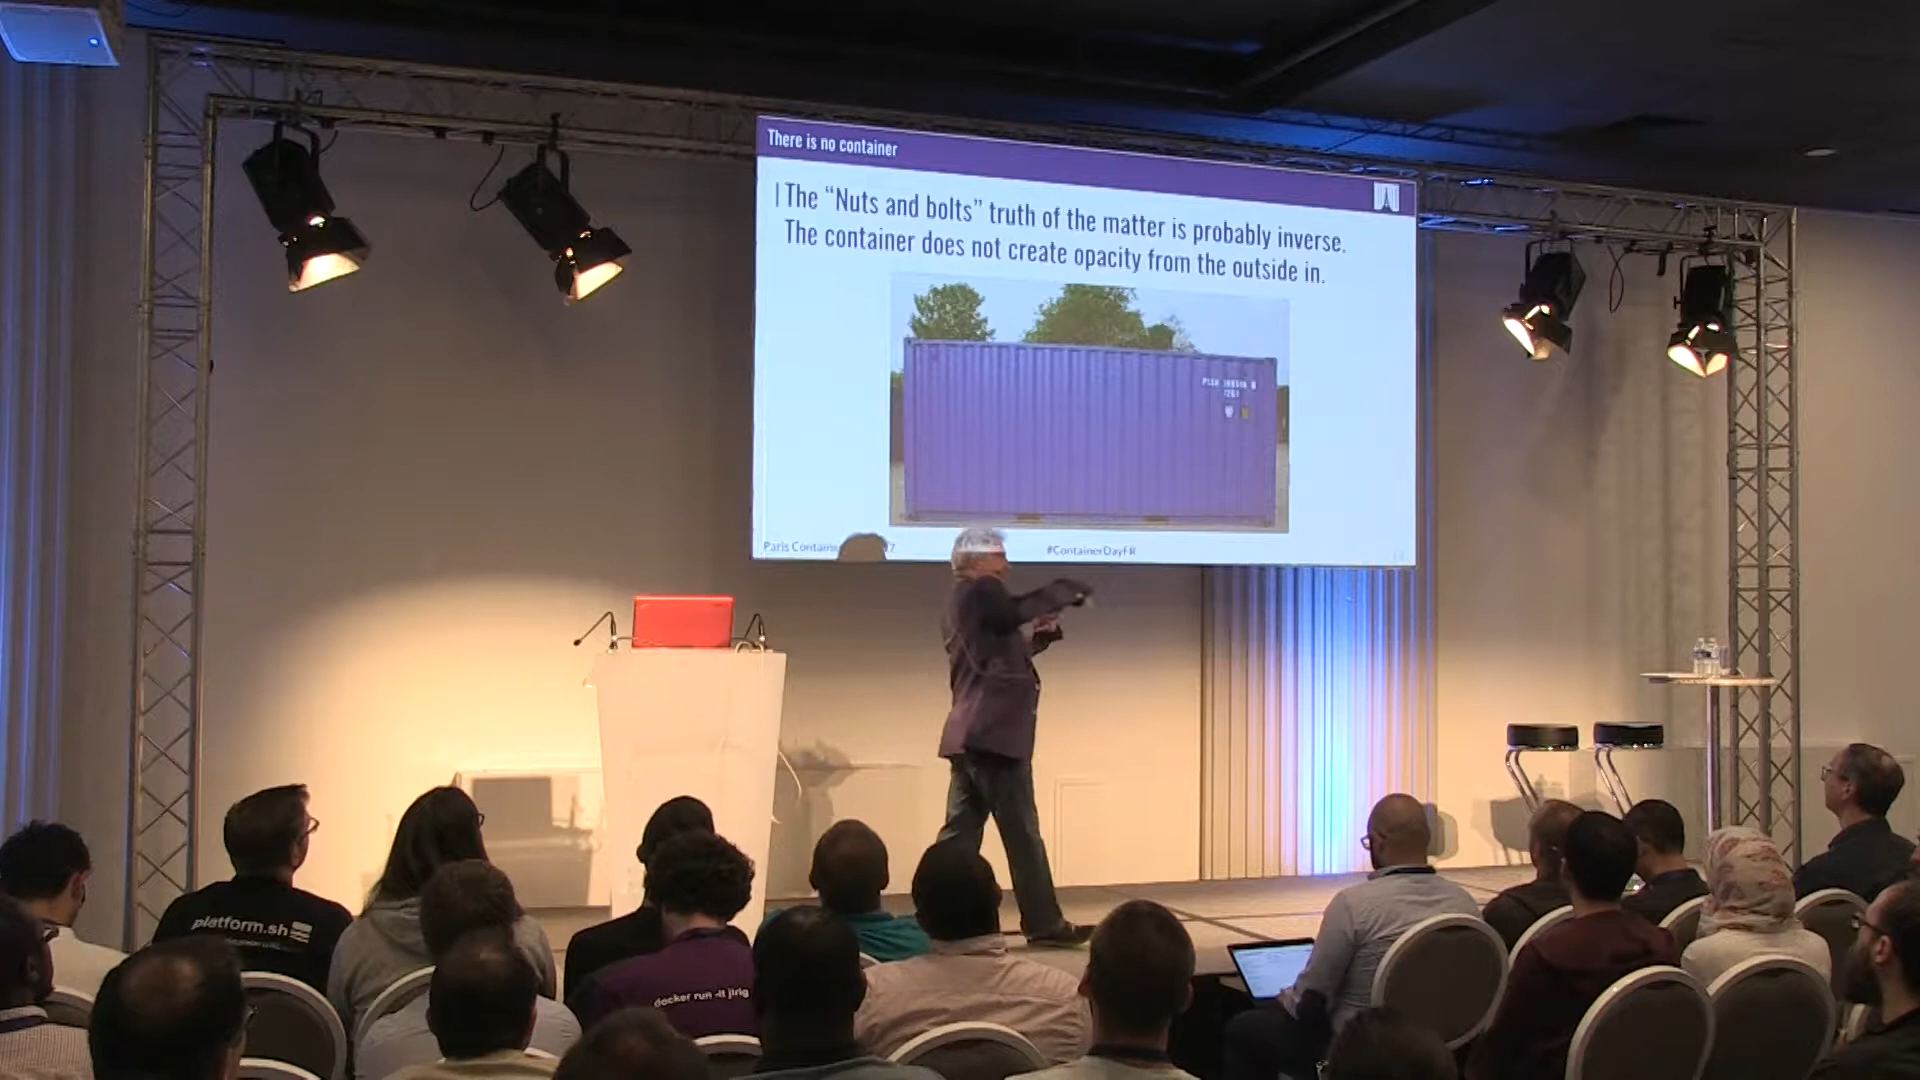 There is no container
The “Nuts and bolts” truth of the matter is probably inverse.
The container does not create opacity from the outside in.
Paris
#ContainerDayFR
platform.sh
docker run -it jirig